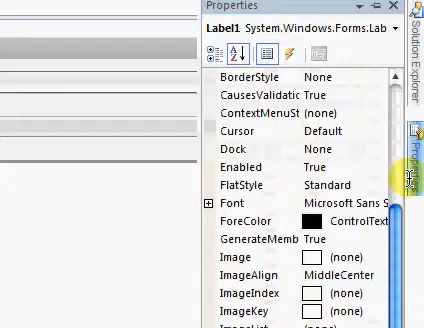 Properties
Label1 System.Windows.Forms.Lab
BorderStyle None
CausesValidatic True
ContextMenuSt (none)
Cursor Default
Dock None
Enabled True
FlatStyle Standard
Font Microsoft Sans S
ForeColor ControlText
GenerateMemb True
Image (none)
ImageAlign MiddleCenter
ImageIndex (none)
ImageKey (none)
ImageList
Solution Explorer
Properties